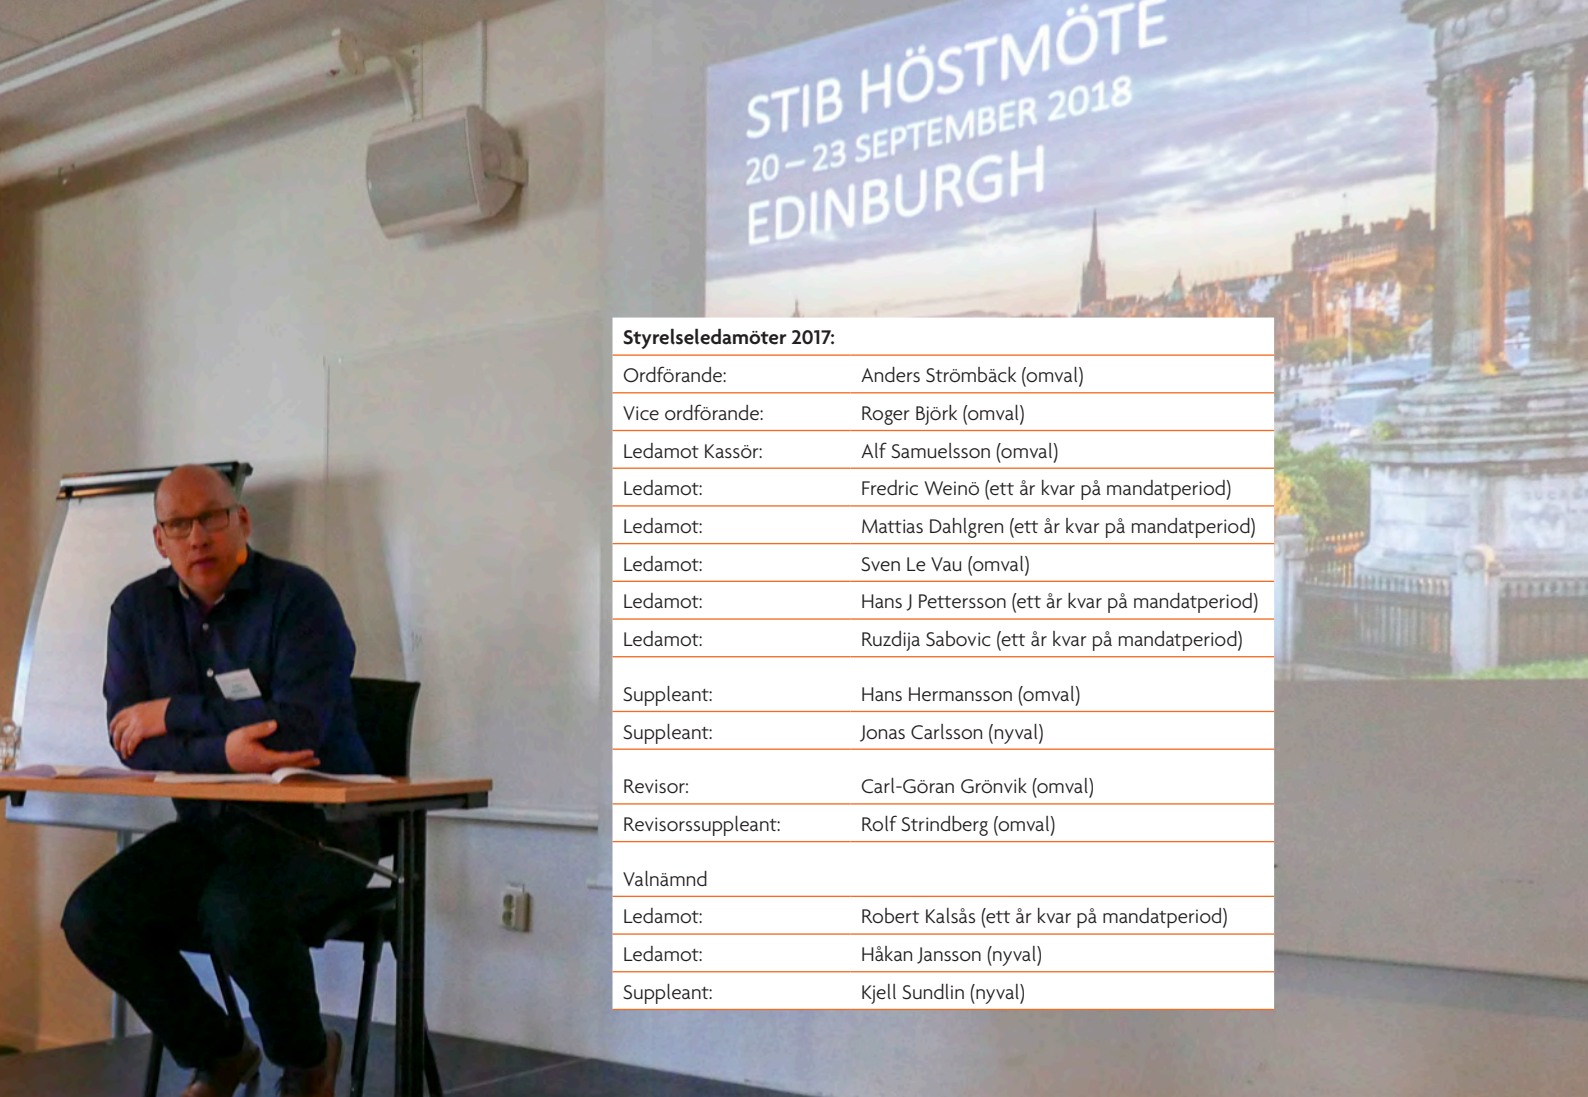 STIB HÖSTMÖTE
20 – 23 SEPTEMBER 2018
EDINBURGH
Styrelseledamöter 2017:
Ordförande: Anders Strömbäck (omval)
Vice ordförande: Roger Björk (omval)
Ledamot Kassör: Alf Samuelsson (omval)
Ledamot: Fredric Weinö (ett år kvar på mandatperiod)
Ledamot: Mattias Dahlgren (ett år kvar på mandatperiod)
Ledamot: Sven Le Vau (omval)
Ledamot: Hans J Pettersson (ett år kvar på mandatperiod)
Ledamot: Ruzdija Sabovic (ett år kvar på mandatperiod)
Suppleant: Hans Hermansson (omval)
Suppleant: Jonas Carlsson (nyval)
Revisor: Carl-Göran Grönvik (omval)
Revisorssuppleant: Rolf Strindberg (omval)
Valnämnd
Ledamot: Robert Kalsås (ett år kvar på mandatperiod)
Ledamot: Håkan Jansson (nyval)
Suppleant: Kjell Sundlin (nyval)